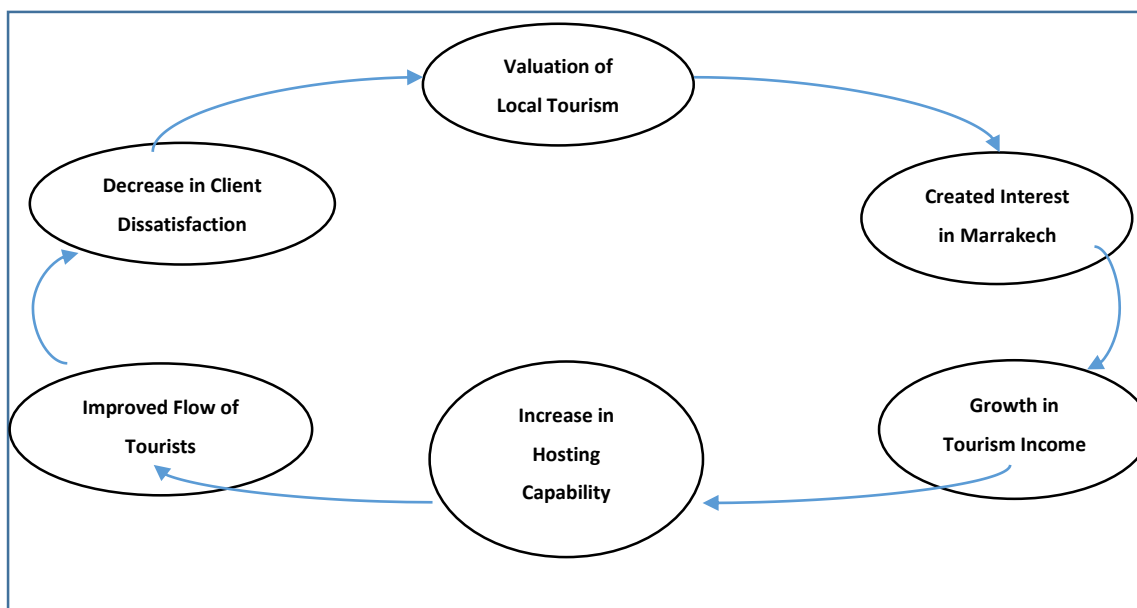 Valuation of
Local Tourism
Decrease in Client
Dissatisfaction
Created Interest
in Marrakech
Improved Flow of
Tourists
Increase in
Hosting
Capability
Growth in
Tourism Income